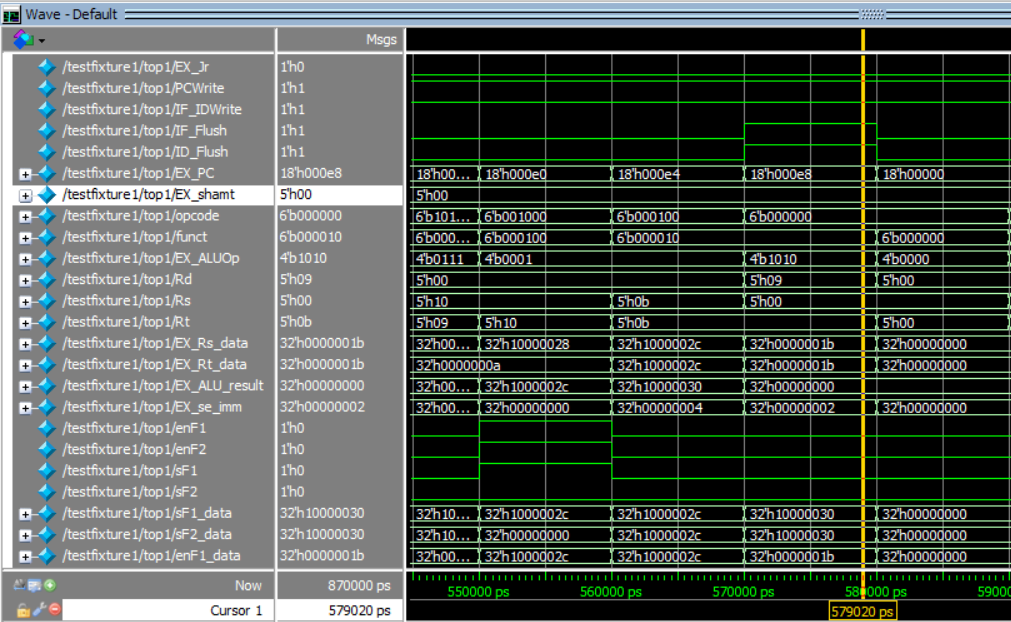 Wave - Default
Msgs
/testfixture1/top1/EX_Jr 1'h0
/testfixture1/top1/PCWrite 1'h1
/testfixture1/top1/IF_IDWrite 1'h1
/testfixture1/top1/IF_Flush 1'h1
/testfixture1/top1/ID_Flush 1'h1
/testfixture1/top1/EX_PC 18'h000e8 18'h00... 18'h000e0 18'h000e4 18'h000e8 18'h00000
/testfixture1/top1/EX_shamt 5'h00 5'h00
/testfixture1/top1/opcode 6'b000000 6'b101... 6'b001000 6'b000100 6'b000000
/testfixture1/top1/funct 6'b000010 6'b000... 6'b000100 6'b000010 6'b000000
/testfixture1/top1/EX_ALUOp 4'b1010 4'b0111 4'b0001 4'b1010 4'b0000
/testfixture1/top1/Rd 5'h09 5'h00 5'h09 5'h00
/testfixture1/top1/Rs 5'h00 5'h10 5'h0b 5'h00
/testfixture1/top1/Rt 5'h0b 5'h09 5'h10 5'h0b 5'h00
/testfixture1/top1/EX_Rs_data 32'h0000001b 32'h00... 32'h10000028 32'h1000002c 32'h0000001b 32'h00000000
/testfixture1/top1/EX_Rt_data 32'h0000001b 32'h0000000a 32'h1000002c 32'h0000001b 32'h00000000
/testfixture1/top1/EX_ALU_result 32'h00000000 32'h00... 32'h1000002c 32'h10000030 32'h00000000
/testfixture1/top1/EX_se_imm 32'h00000002 32'h00... 32'h00000000 32'h00000004 32'h00000002 32'h00000000
/testfixture1/top1/enF1 1'h0
/testfixture1/top1/enF2 1'h0
/testfixture1/top1/sF1 1'h0
/testfixture1/top1/sF2 1'h0
/testfixture1/top1/sF1_data 32'h10000030 32'h10... 32'h1000002c 32'h1000002c 32'h10000030 32'h00000000
/testfixture1/top1/sF2_data 32'h10000030 32'h10... 32'h00000000 32'h1000002c 32'h10000030 32'h00000000
/testfixture1/top1/enF1_data 32'h0000001b 32'h00... 32'h1000002c 32'h1000002c 32'h0000001b 32'h00000000
Now 870000 ps 550000 ps 560000 ps 570000 ps 580000 ps 59000
Cursor 1 579020 ps 579020 ps